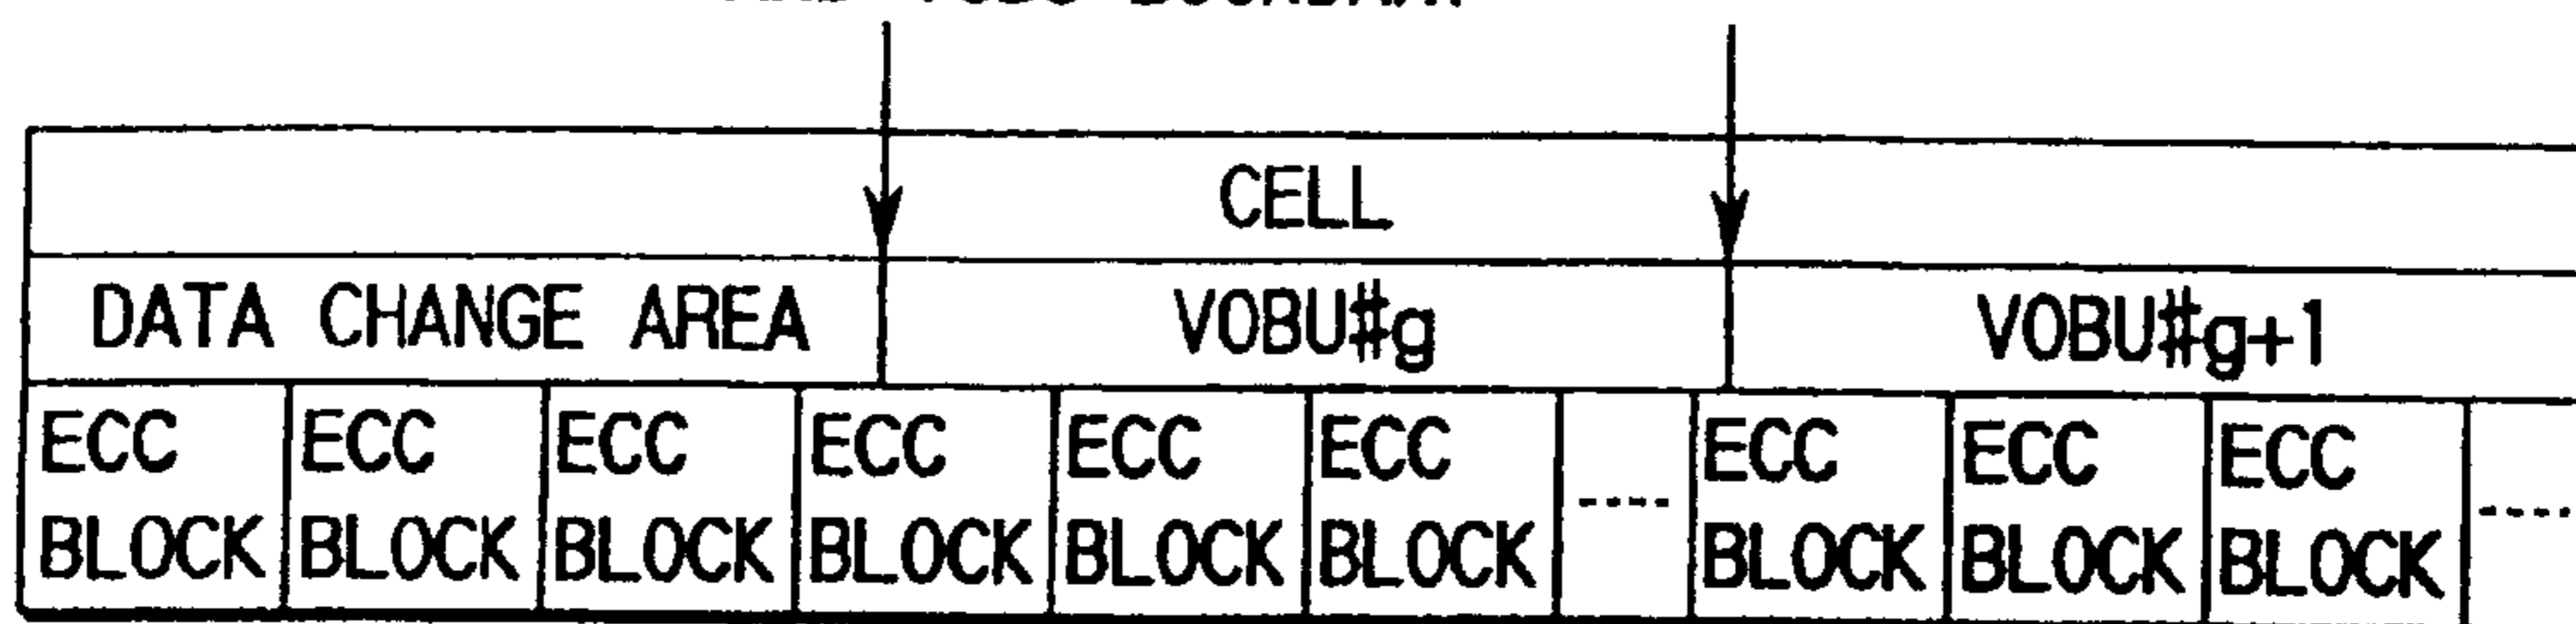 CELL
DATA CHANGE AREA VOBU#g VOBU#g+1
ECC ECC ECC ECC ECC ECC ---- ECC ECC ECC ----
BLOCK BLOCK BLOCK BLOCK BLOCK BLOCK BLOCK BLOCK BLOCK